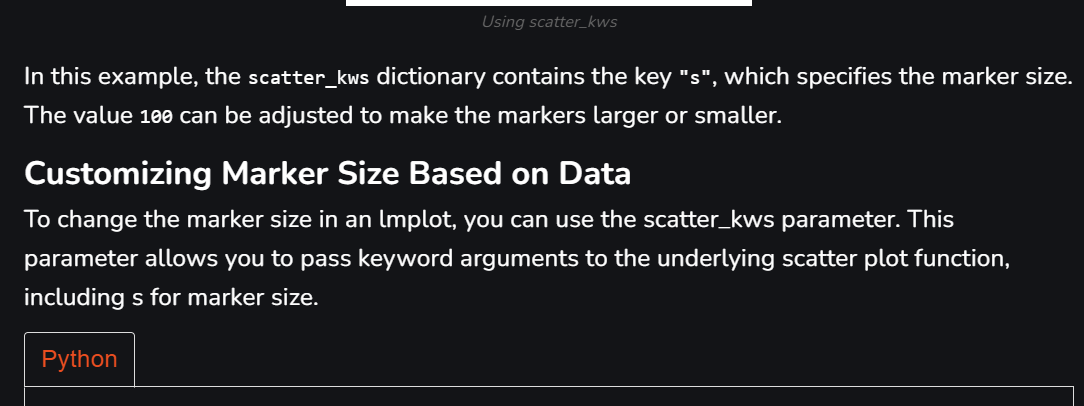 Using scatter_kws
In this example, the scatter_kws dictionary contains the key "s", which specifies the marker size.
The value 100 can be adjusted to make the markers larger or smaller.
Customizing Marker Size Based on Data
To change the marker size in an lmplot, you can use the scatter_kws parameter. This
parameter allows you to pass keyword arguments to the underlying scatter plot function,
including s for marker size.
Python